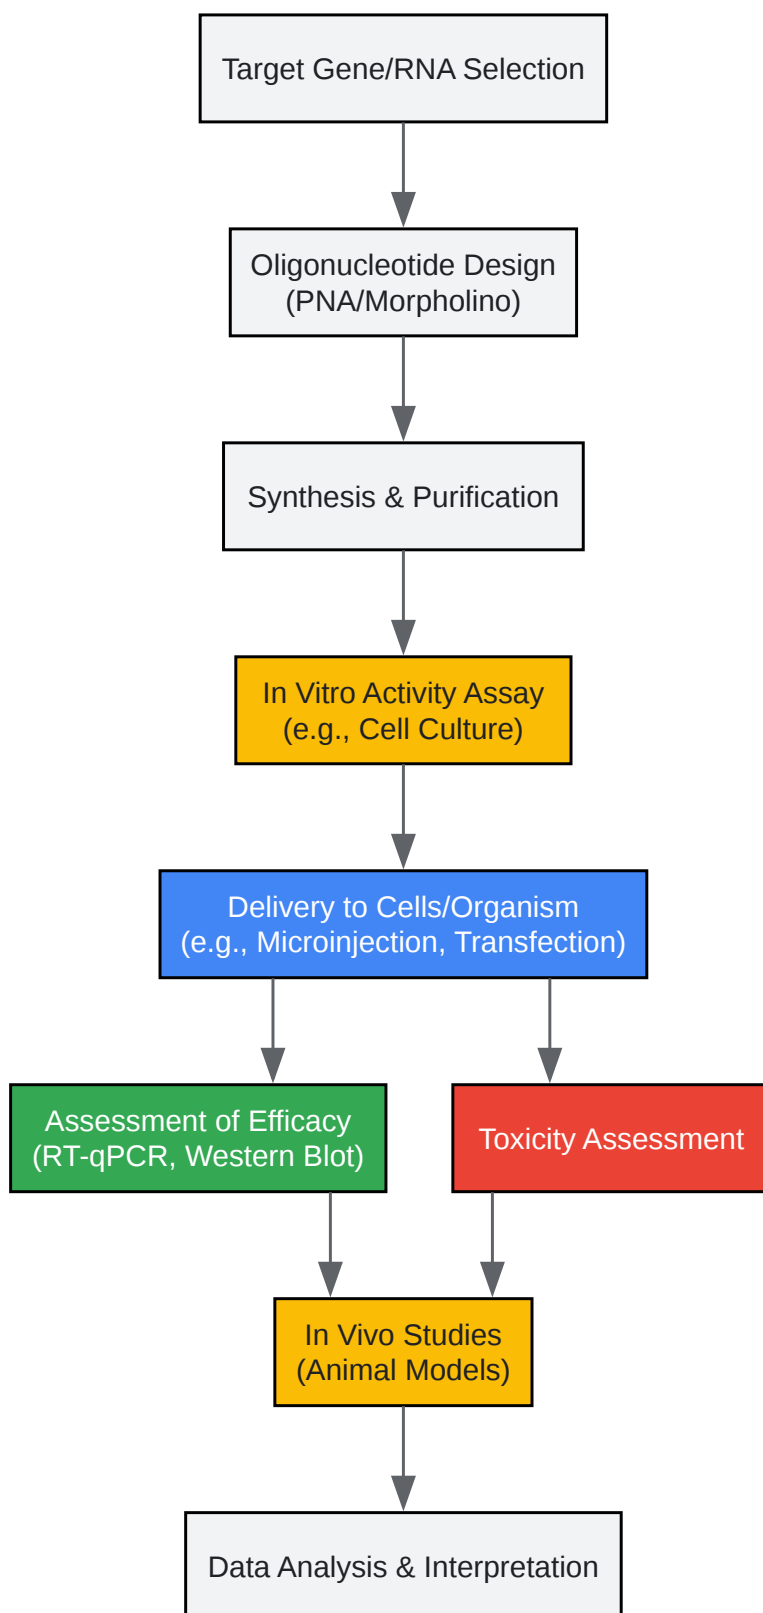 Target Gene/RNA Selection
Oligonucleotide Design
(PNA/Morpholino)
Synthesis & Purification
In Vitro Activity Assay
(e.g., Cell Culture)
Delivery to Cells/Organism
(e.g., Microinjection, Transfection)
Assessment of Efficacy
(RT-qPCR, Western Blot)
Toxicity Assessment
In Vivo Studies
(Animal Models)
Data Analysis & Interpretation